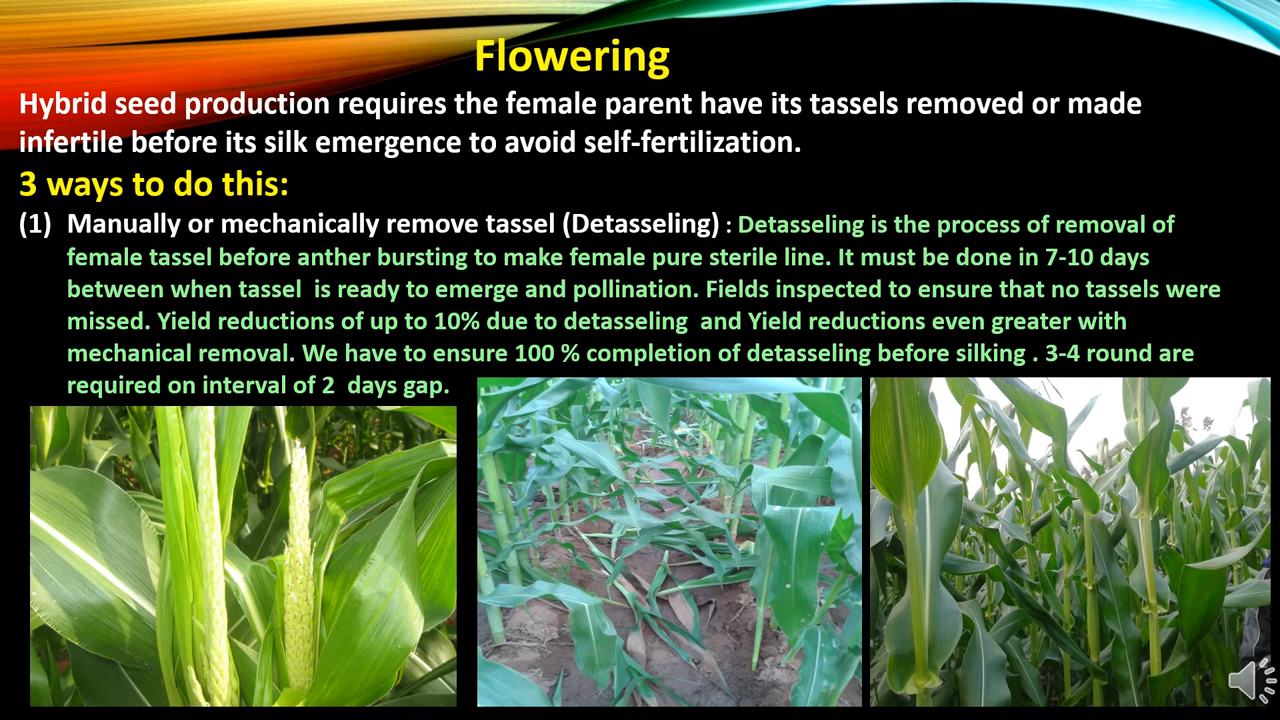 Flowering
Hybrid seed production requires the female parent have its tassels removed or made
infertile before its silk emergence to avoid self-fertilization.
3 ways to do this:
(1) Manually or mechanically remove tassel (Detasseling) : Detasseling is the process of removal of
female tassel before anther bursting to make female pure sterile line. It must be done in 7-10 days
between when tassel  is ready to emerge and pollination. Fields inspected to ensure that no tassels were
missed. Yield reductions of up to 10% due to detasseling  and Yield reductions even greater with
mechanical removal. We have to ensure 100 % completion of detasseling before silking . 3-4 round are
required on interval of 2  days gap.